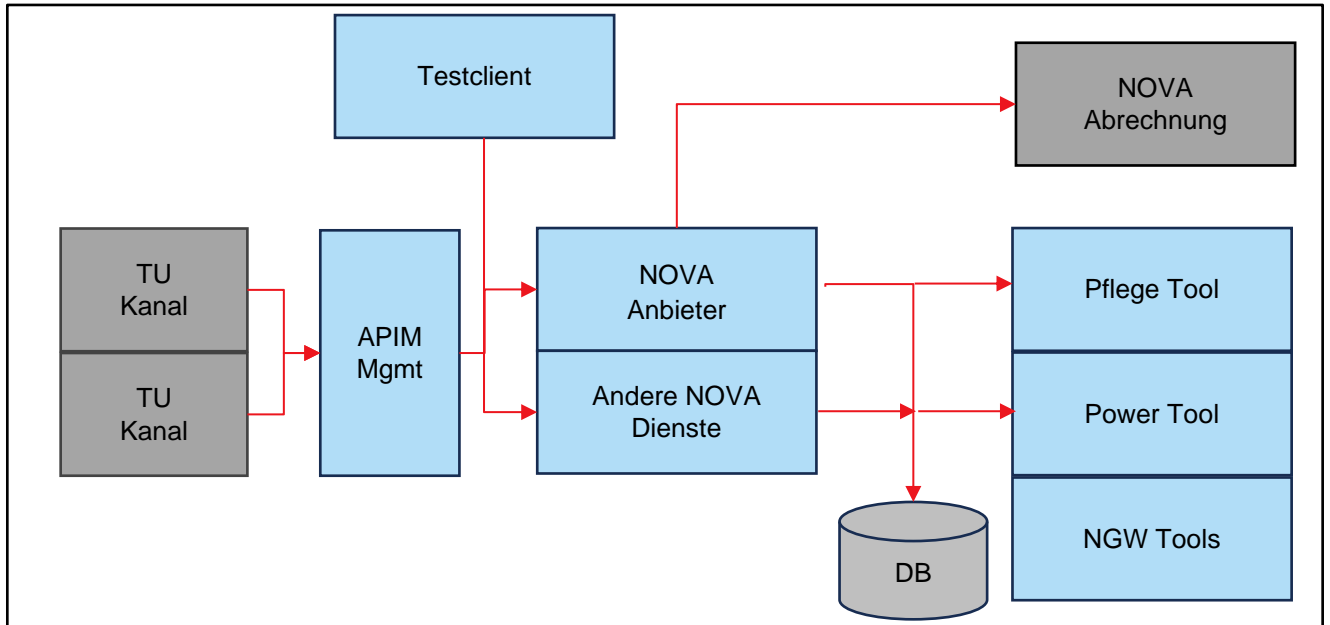 Testclient
NOVA
Abrechnung
TU
Kanal
TU
Kanal
APIM
Mgmt
NOVA
Anbieter
Andere NOVA
Dienste
Pflege Tool
Power Tool
NGW Tools
DB